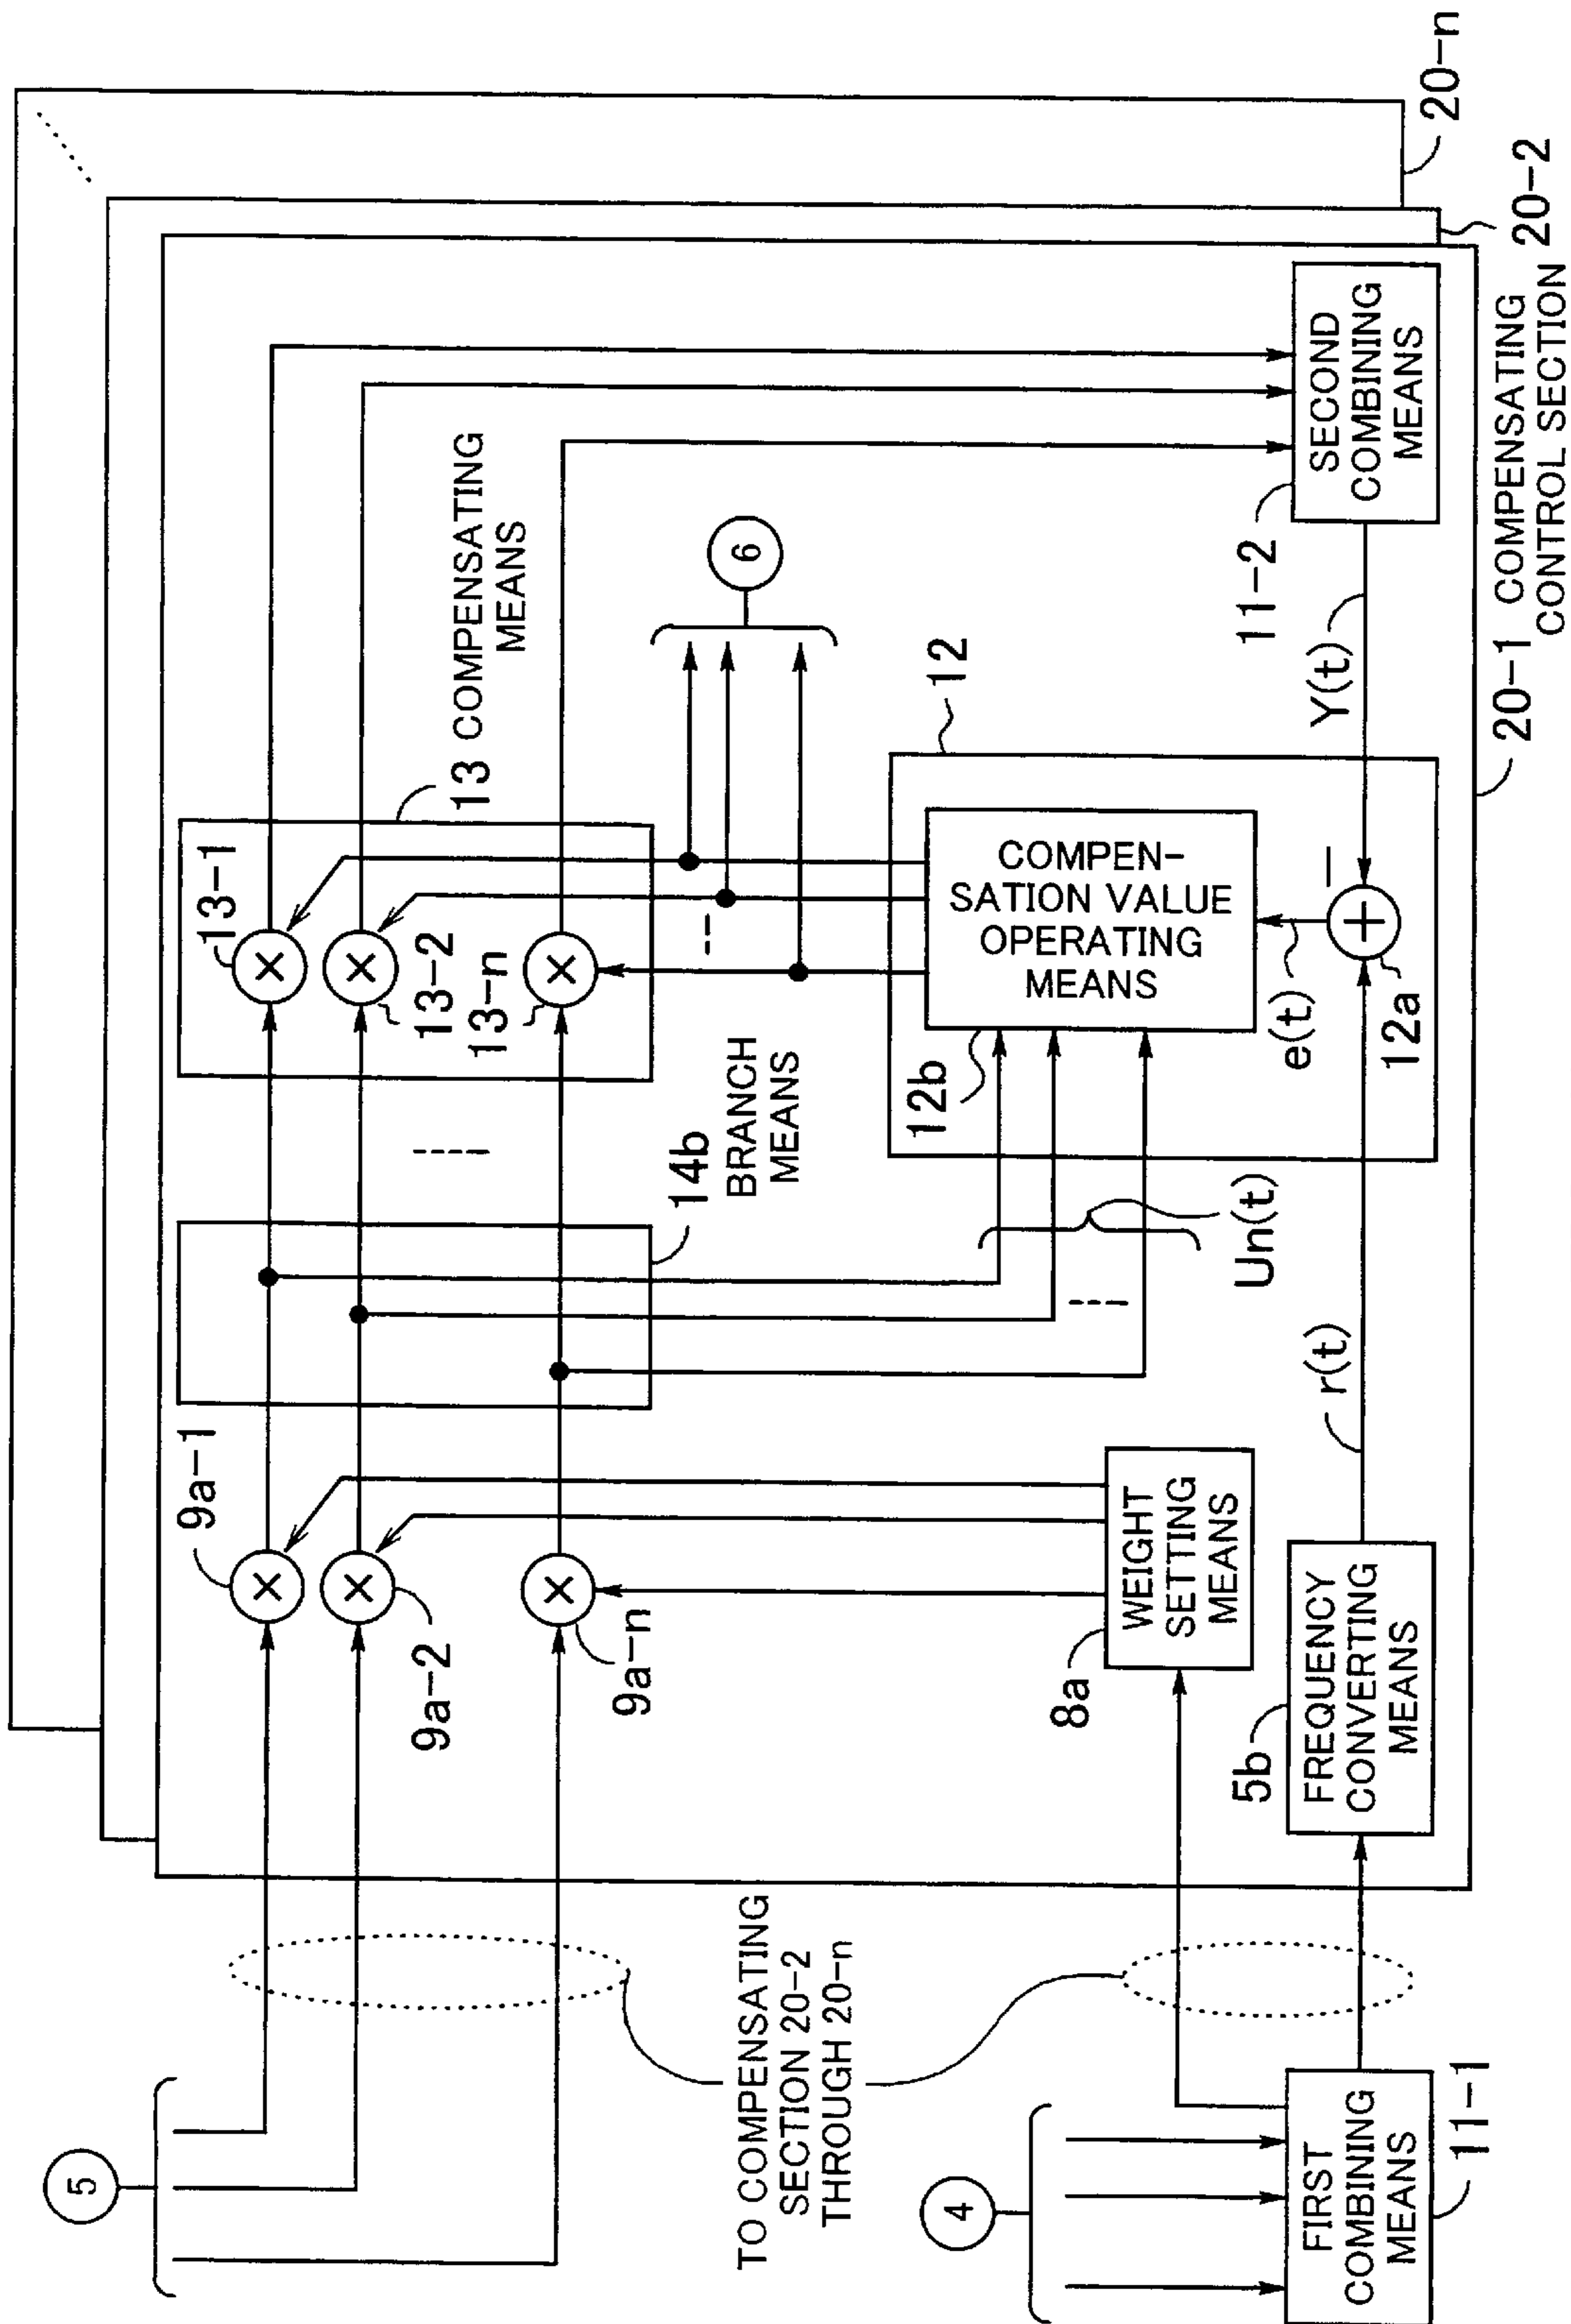 20-n
20-2
20-1 COMPENSATING
CONTROL SECTION
13-1
13-2
13-n
13 COMPENSATING
MEANS
6
SECOND
COMBINING
MEANS
11-2
Y(t)
12
COMPEN-
SATION VALUE
OPERATING
MEANS
12b
e(t)
12a
14b
BRANCH
MEANS
Un(t)
r(t)
9a-1
9a-2
9a-n
WEIGHT
SETTING
MEANS
8a
FREQUENCY
CONVERTING
MEANS
5b
TO COMPENSATING
SECTION 20-2
THROUGH 20-n
5
4
FIRST
COMBINING
MEANS
11-1